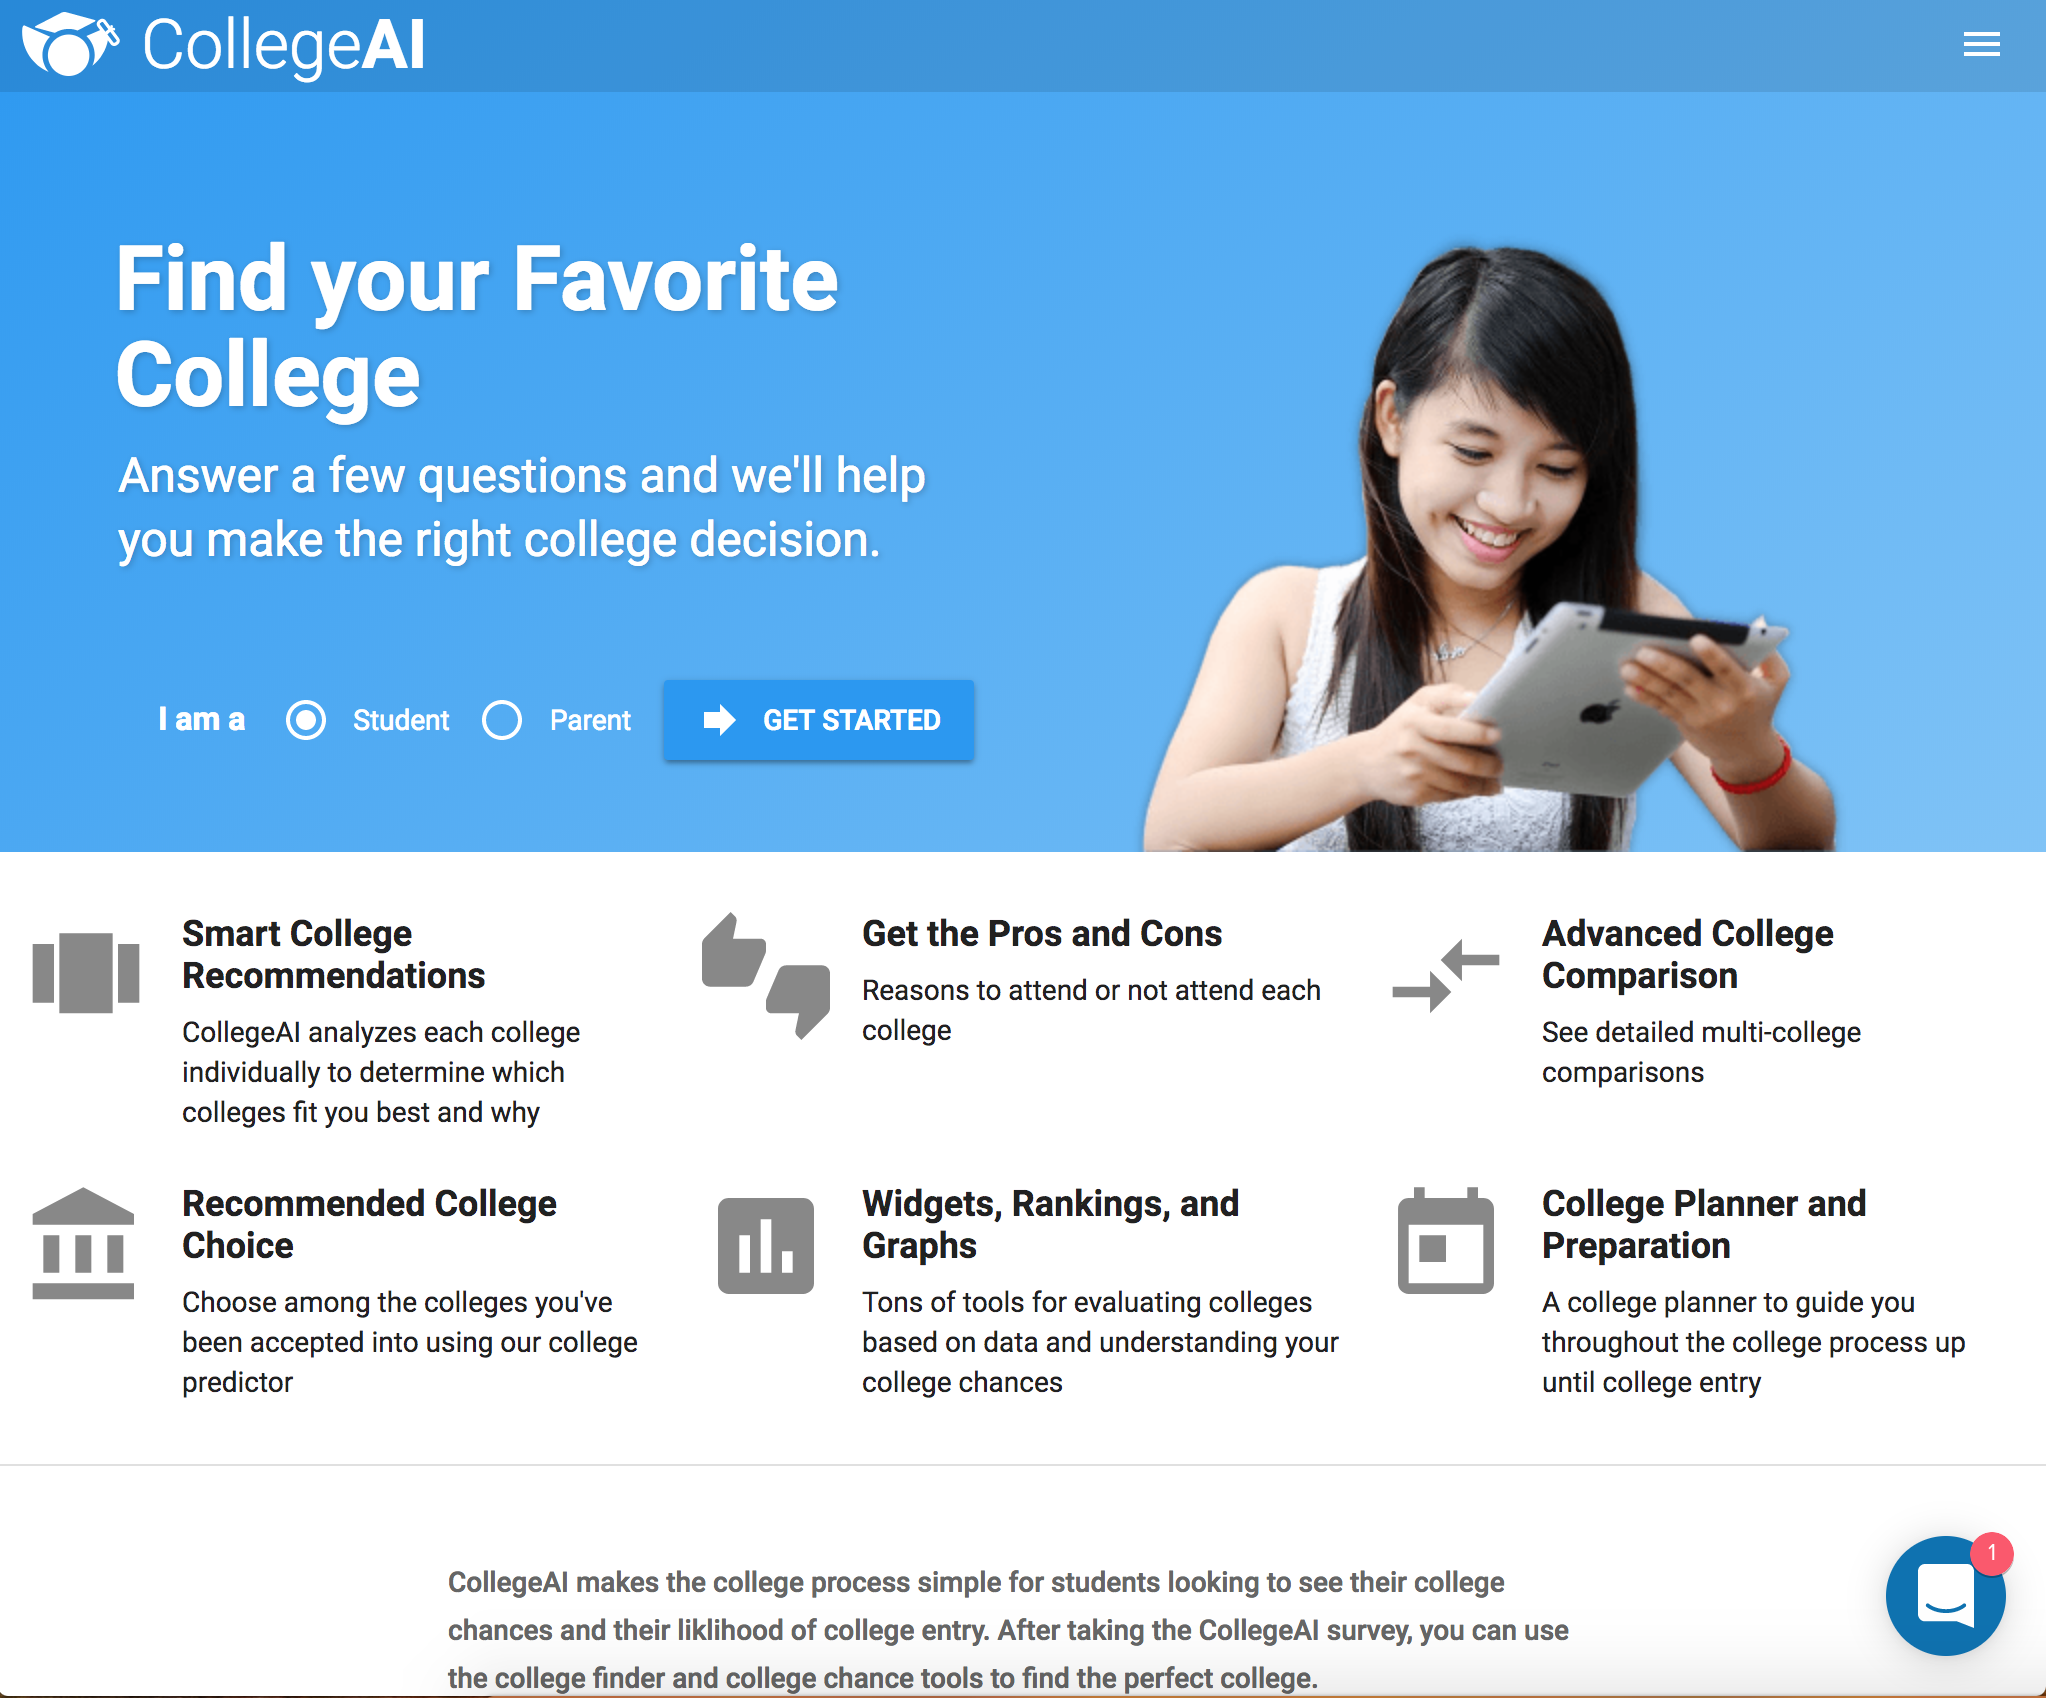 CollegeAI
Find your Favorite
College
Answer a few questions and we'll help
you make the right college decision.
I am a Student Parent GET STARTED
Smart College
Recommendations
CollegeAI analyzes each college
individually to determine which
colleges fit you best and why
Get the Pros and Cons
Reasons to attend or not attend each
college
Advanced College
Comparison
See detailed multi-college
comparisons
Recommended College
Choice
Choose among the colleges you've
been accepted into using our college
predictor
Widgets, Rankings, and
Graphs
Tons of tools for evaluating colleges
based on data and understanding your
college chances
College Planner and
Preparation
A college planner to guide you
throughout the college process up
until college entry
CollegeAI makes the college process simple for students looking to see their college
chances and their liklihood of college entry. After taking the CollegeAI survey, you can use
the college finder and college chance tools to find the perfect college.
1